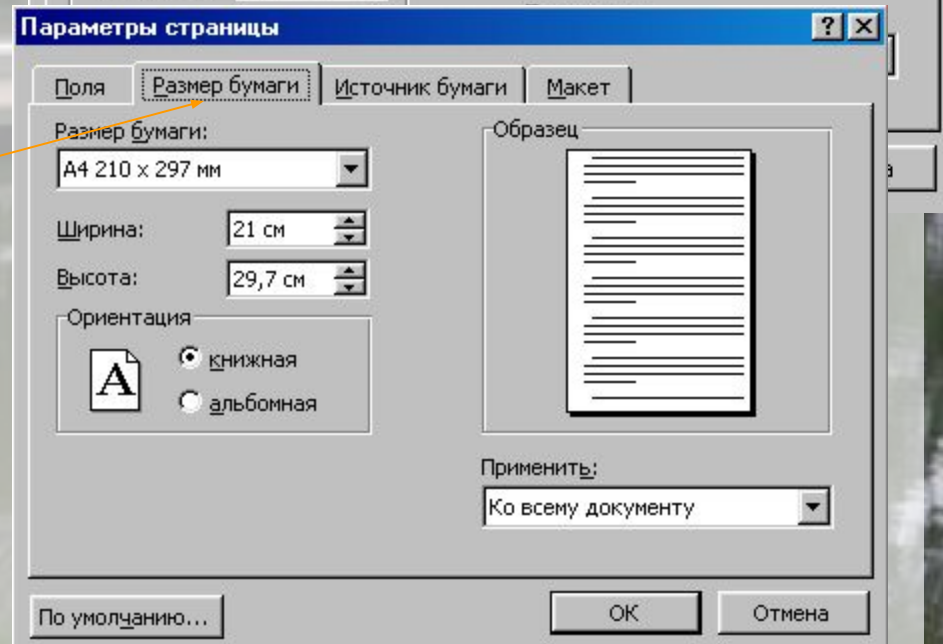 Параметры страницы
Поля
Размер бумаги
Источник бумаги
Макет
Размер бумаги:
А4 210 x 297 мм
Ширина:
21 см
Высота:
29,7 см
Ориентация
А
книжная
альбомная
Образец
Применить:
Ко всему документу
По умолчанию...
ОК
Отмена